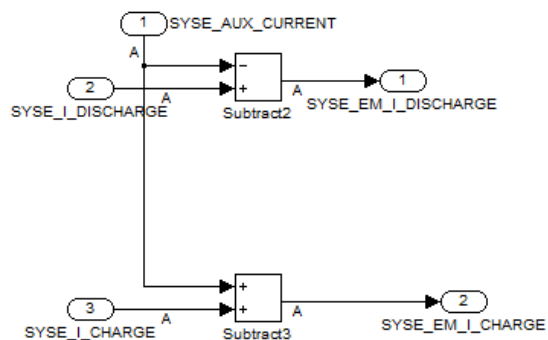 1
SYSE_AUX_CURRENT
A
−
2
A
+
A
1
SYSE_I_DISCHARGE
Subtract2
SYSE_EM_I_DISCHARGE
+
3
A
+
A
2
SYSE_I_CHARGE
Subtract3
SYSE_EM_I_CHARGE